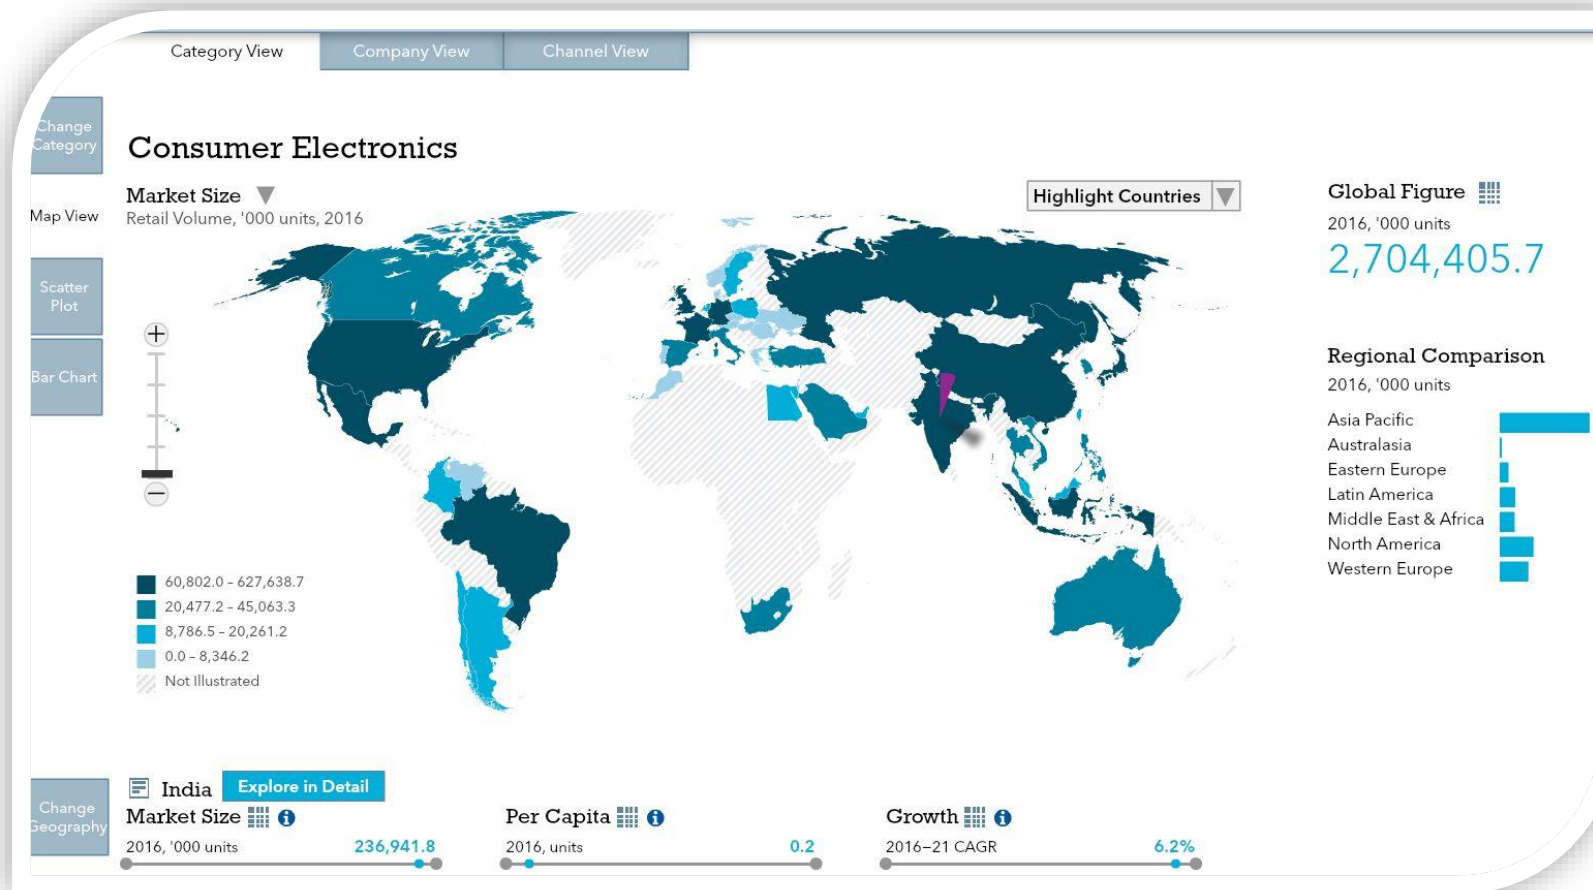 Category View
Company View
Channel View
Change
Category
Consumer Electronics
Market Size
Retail Volume, '000 units, 2016
Map View
Highlight Countries
Global Figure
2016, '000 units
2,704,405.7
Scatter
Plot
Bar Chart
Regional Comparison
2016, '000 units
Asia Pacific
Australasia
Eastern Europe
Latin America
Middle East & Africa
North America
Western Europe
60,802.0 – 627,638.7
20,477.2 – 45,063.3
8,786.5 – 20,261.2
0.0 – 8,346.2
Not Illustrated
Change
Geography
India
Explore in Detail
Market Size
2016, '000 units 236,941.8
Per Capita
2016, units 0.2
Growth
2016–21 CAGR 6.2%